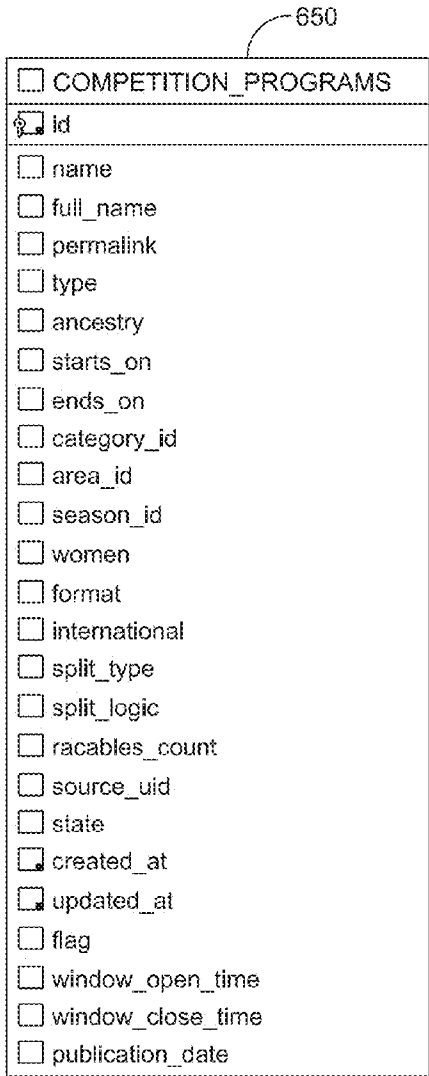 650
COMPETITION_PROGRAMS
id
name
full_name
permalink
type
ancestry
starts_on
ends_on
category_id
area_id
season_id
women
format
international
split_type
split_logic
racables_count
source_uid
state
created_at
updated_at
flag
window_open_time
window_close_time
publication_date